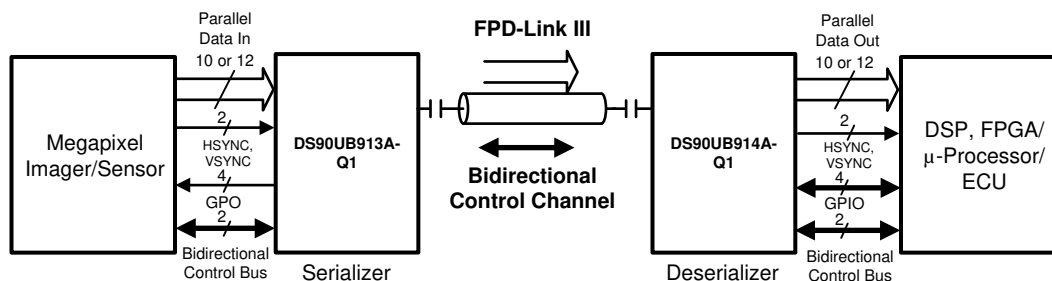 Parallel
Data In
10 or 12
FPD-Link III
Parallel
Data Out
10 or 12
Megapixel
Imager/Sensor
2
HSYNC,
VSYNC
4
GPO
2
Bidirectional
Control Bus
DS90UB913A-
Q1
Serializer
Bidirectional
Control Channel
DS90UB914A-
Q1
Deserializer
2
HSYNC,
VSYNC
4
GPIO
2
Bidirectional
Control Bus
DSP, FPGA/
μ-Processor/
ECU